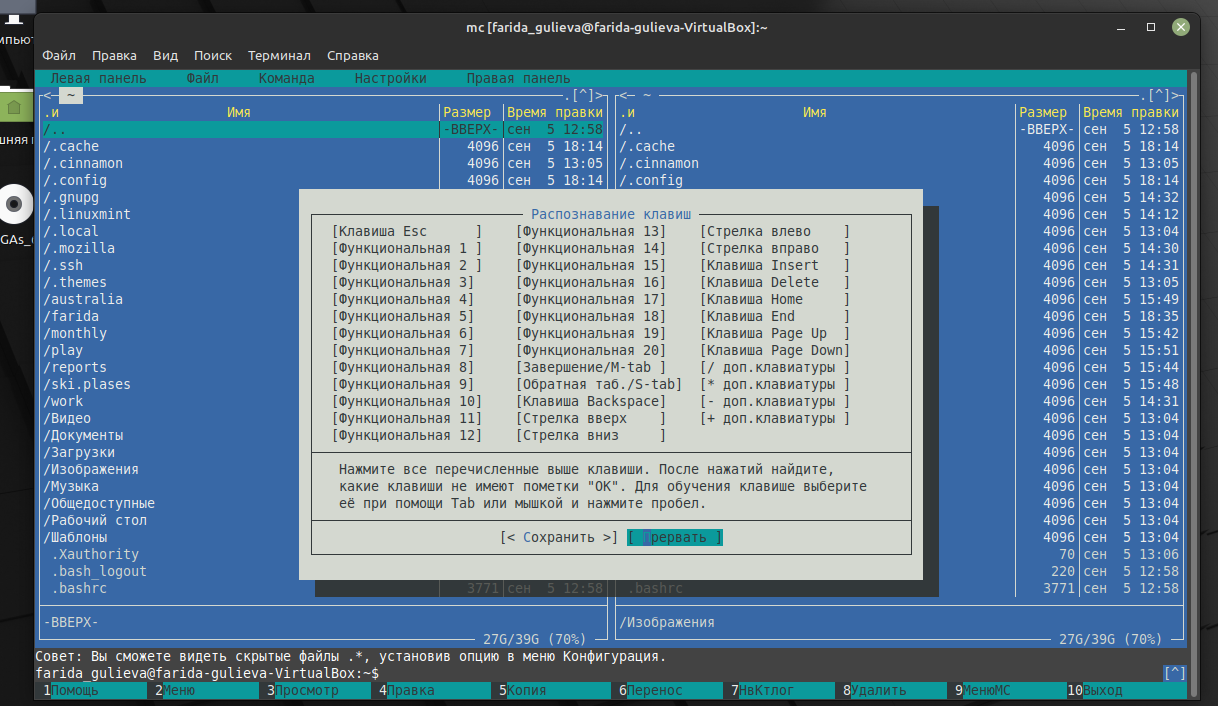 мпьют
шняя п
GAs_6
mc [farida_gulieva@farida-gulieva-VirtualBox]:~
Файл Правка Вид Поиск Терминал Справка
Левая панель Файл Команда Настройки Правая панель
<─ ~ ─.[^]>
.и Имя Размер Время правки
/.. -ВВЕРХ- сен 5 12:58
/.cache 4096 сен 5 18:14
/.cinnamon 4096 сен 5 13:05
/.config 4096 сен 5 18:14
/.gnupg
/.linuxmint
/.local
/.mozilla
/.ssh
/.themes
/australia
/farida
/monthly
/play
/reports
/ski.plases
/work
/Видео
/Документы
/Загрузки
/Изображения
/Музыка
/Общедоступные
/Рабочий стол
/Шаблоны
.Xauthority
.bash_logout
.bashrc 3771 сен 5 12:58
-ВВЕРХ-
27G/39G (70%)
<─ ~ ─.[^]>
.и Имя Размер Время правки
/.. -ВВЕРХ- сен 5 12:58
/.cache 4096 сен 5 18:14
/.cinnamon 4096 сен 5 13:05
/.config 4096 сен 5 18:14
4096 сен 5 14:32
4096 сен 5 14:12
4096 сен 5 13:04
4096 сен 5 14:30
4096 сен 5 14:31
4096 сен 5 13:05
4096 сен 5 15:49
4096 сен 5 18:35
4096 сен 5 15:42
4096 сен 5 15:51
4096 сен 5 15:44
4096 сен 5 15:48
4096 сен 5 14:31
4096 сен 5 13:04
4096 сен 5 13:04
4096 сен 5 13:04
4096 сен 5 13:04
4096 сен 5 13:04
4096 сен 5 13:04
4096 сен 5 13:04
4096 сен 5 13:04
70 сен 5 13:06
220 сен 5 12:58
.bashrc 3771 сен 5 12:58
/Изображения
27G/39G (70%)
Распознавание клавиш
[Клавиша Esc ] [Функциональная 13] [Стрелка влево ]
[Функциональная 1 ] [Функциональная 14] [Стрелка вправо ]
[Функциональная 2 ] [Функциональная 15] [Клавиша Insert ]
[Функциональная 3] [Функциональная 16] [Клавиша Delete ]
[Функциональная 4] [Функциональная 17] [Клавиша Home ]
[Функциональная 5] [Функциональная 18] [Клавиша End ]
[Функциональная 6] [Функциональная 19] [Клавиша Page Up ]
[Функциональная 7] [Функциональная 20] [Клавиша Page Down]
[Функциональная 8] [Завершение/M-tab ] [/ доп.клавиатуры ]
[Функциональная 9] [Обратная таб./S-tab] [* доп.клавиатуры ]
[Функциональная 10] [Клавиша Backspace] [- доп.клавиатуры ]
[Функциональная 11] [Стрелка вверх ] [+ доп.клавиатуры ]
[Функциональная 12] [Стрелка вниз ]
Нажмите все перечисленные выше клавиши. После нажатий найдите,
какие клавиши не имеют пометки "OK". Для обучения клавише выберите
её при помощи Tab или мышкой и нажмите пробел.
[< Сохранить >] [ Прервать ]
Совет: Вы сможете видеть скрытые файлы .*, установив опцию в меню Конфигурация.
farida_gulieva@farida-gulieva-VirtualBox:~$ [^]
1Помощь 2Меню 3Просмотр 4Правка 5Копия 6Перенос 7НвКтлог 8Удалить 9МенюMC 10Выход